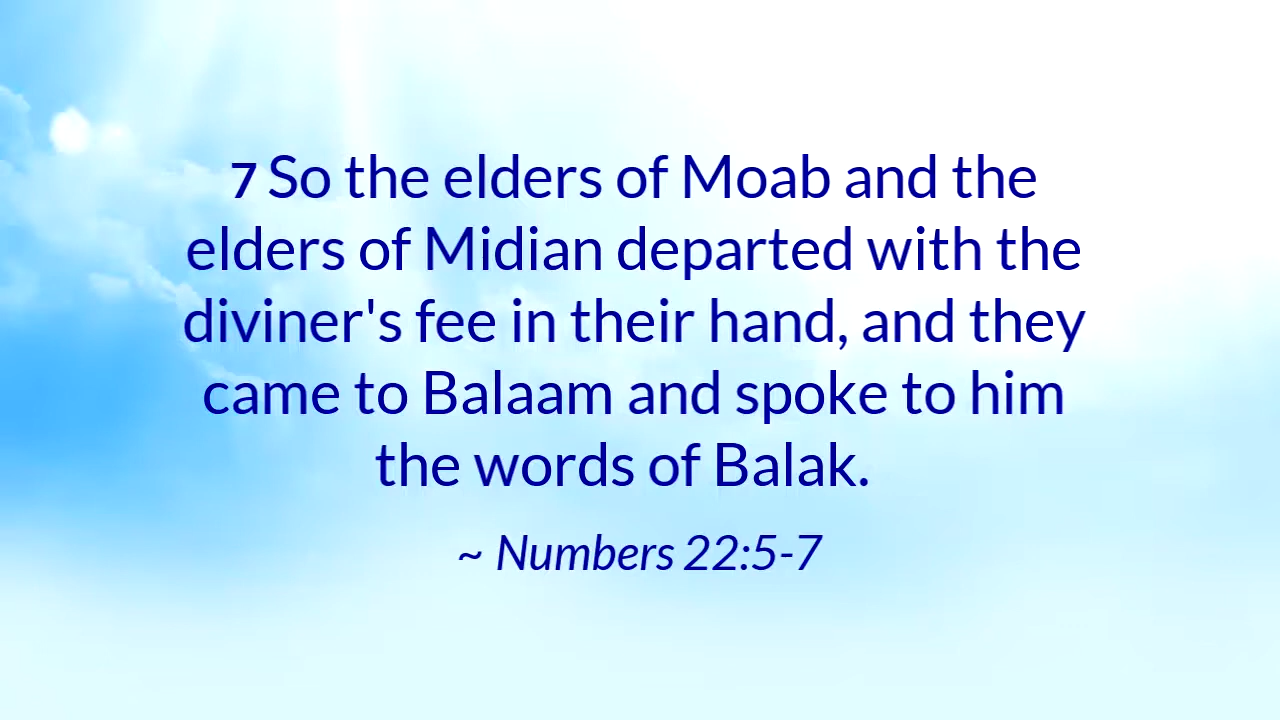 7 So the elders of Moab and the
elders of Midian departed with the
diviner's fee in their hand, and they
came to Balaam and spoke to him
the words of Balak.
~ Numbers 22:5-7